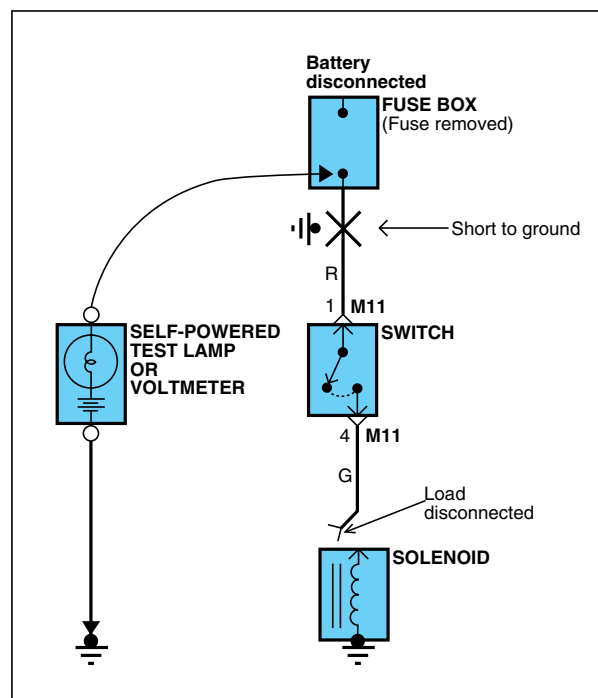 Battery
disconnected
FUSE BOX
(Fuse removed)
Short to ground
R
1 M11
SWITCH
SELF-POWERED
TEST LAMP
OR
VOLTMETER
4 M11
G
Load
disconnected
SOLENOID